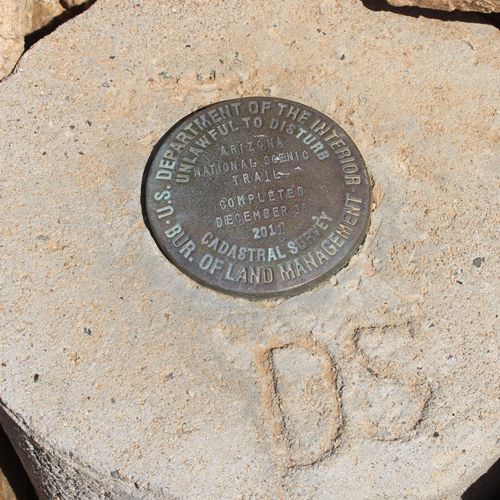 U.S. DEPARTMENT OF THE INTERIOR
UNLAWFUL TO DISTURB
ARIZONA
NATIONAL SCENIC
TRAIL
COMPLETED
DECEMBER 16
2011
CADASTRAL SURVEY
BUR. OF LAND MANAGEMENT
DS